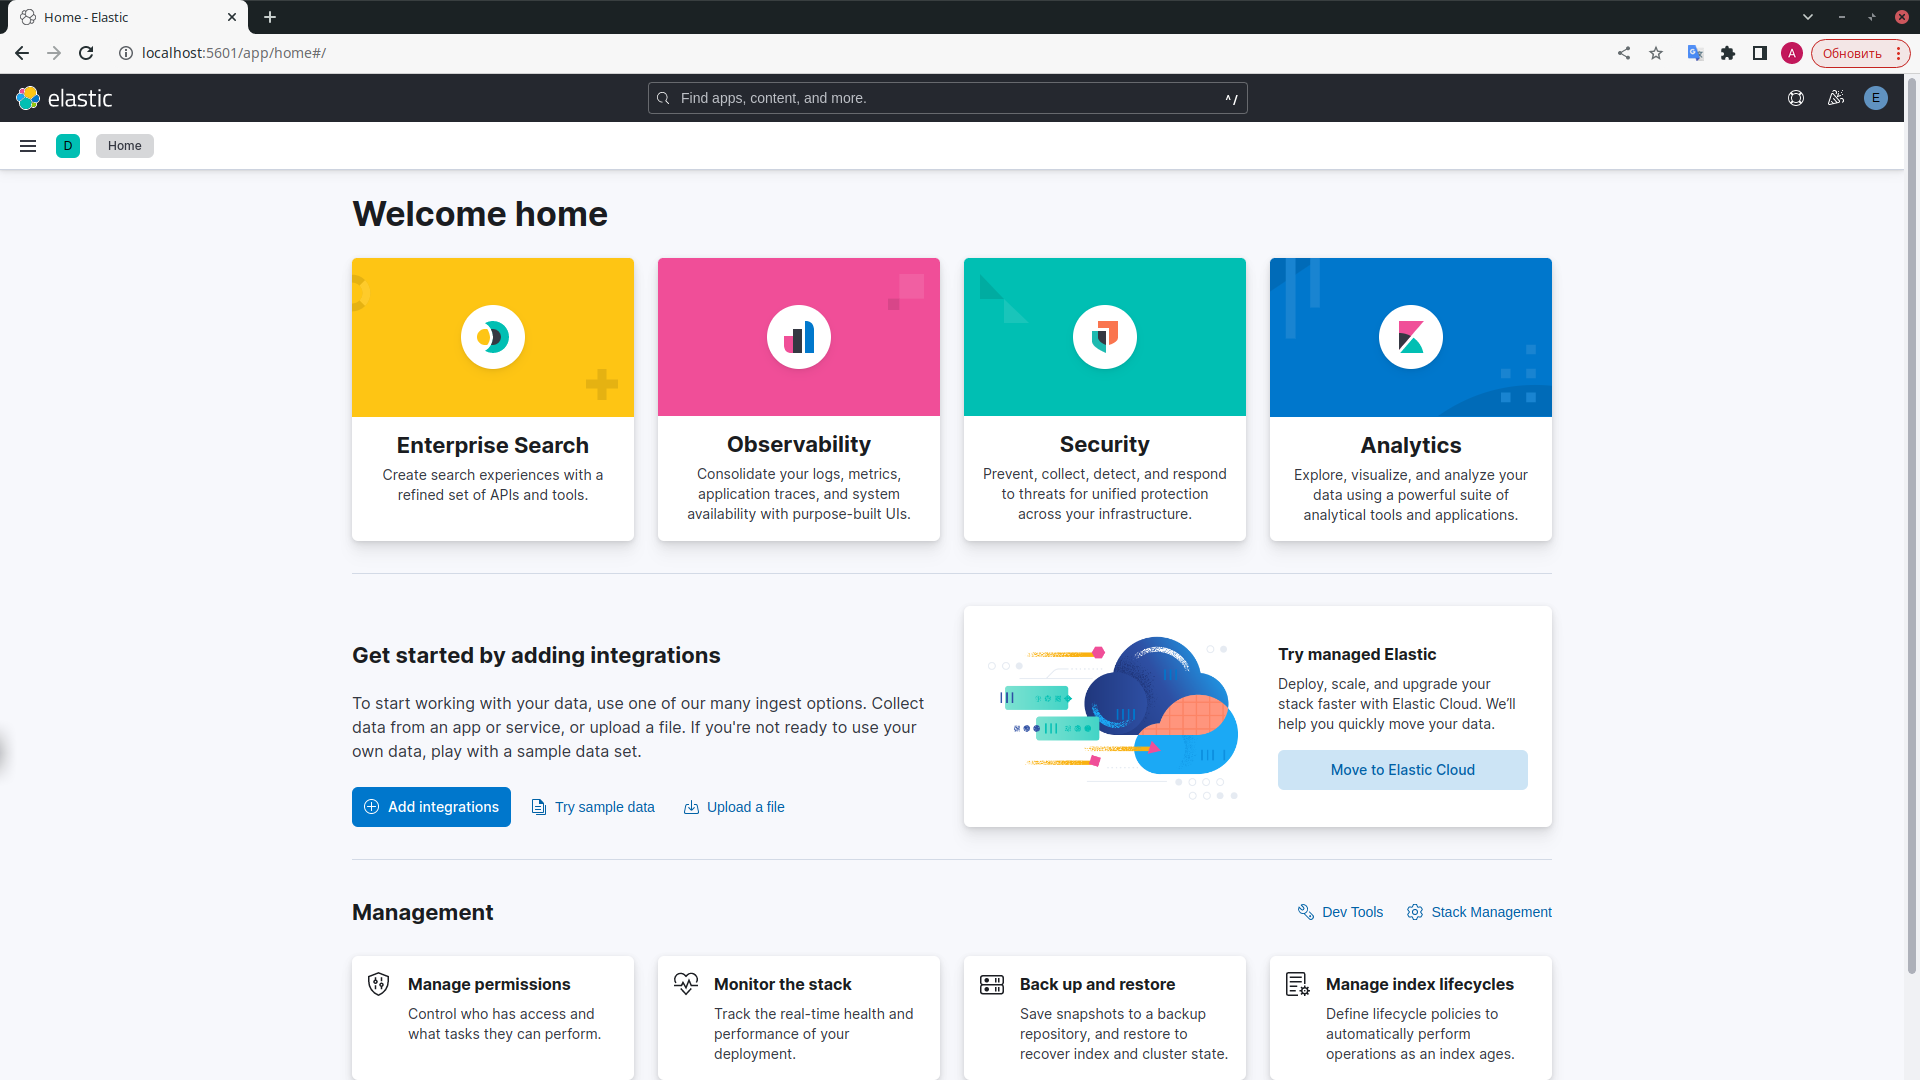 Home - Elastic
localhost:5601/app/home#/
A
Обновить
elastic
Find apps, content, and more.
^/
E
D
Home
Welcome home
Enterprise Search
Create search experiences with a
refined set of APIs and tools.
Observability
Consolidate your logs, metrics,
application traces, and system
availability with purpose-built UIs.
Security
Prevent, collect, detect, and respond
to threats for unified protection
across your infrastructure.
Analytics
Explore, visualize, and analyze your
data using a powerful suite of
analytical tools and applications.
Get started by adding integrations
To start working with your data, use one of our many ingest options. Collect
data from an app or service, or upload a file. If you're not ready to use your
own data, play with a sample data set.
Add integrations
Try sample data
Upload a file
Try managed Elastic
Deploy, scale, and upgrade your
stack faster with Elastic Cloud. We’ll
help you quickly move your data.
Move to Elastic Cloud
Management
Dev Tools
Stack Management
Manage permissions
Control who has access and
what tasks they can perform.
Monitor the stack
Track the real-time health and
performance of your
deployment.
Back up and restore
Save snapshots to a backup
repository, and restore to
recover index and cluster state.
Manage index lifecycles
Define lifecycle policies to
automatically perform
operations as an index ages.